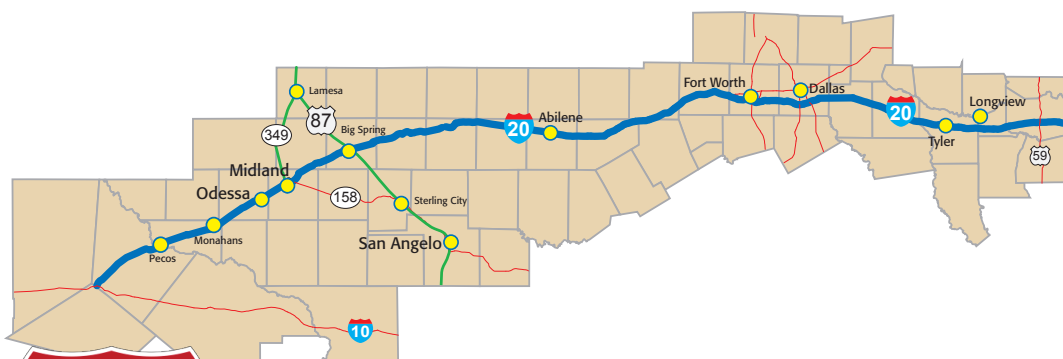 Lamesa
87
349
Big Spring
20
Abilene
Fort Worth
Dallas
20
Longview
Tyler
59
Midland
Odessa
158
Sterling City
San Angelo
Monahans
Pecos
10